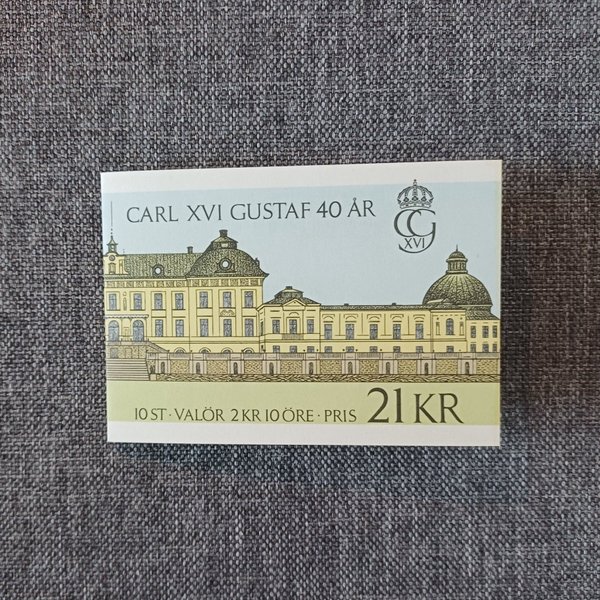 CARL XVI GUSTAF 40 ÅR
CG
XVI
10 ST · VALÖR 2 KR 10 ÖRE · PRIS 21 KR